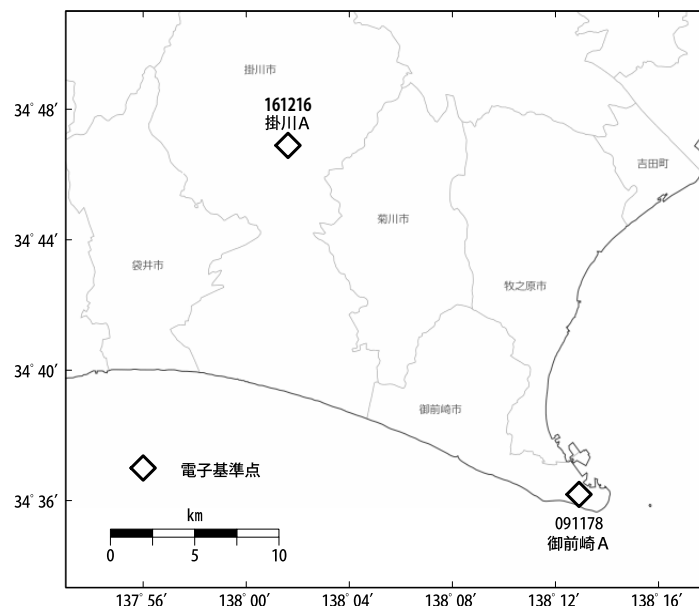 掛川市
34˚ 48′
161216
掛川A
吉田町
菊川市
34˚ 44′
袋井市
牧之原市
34˚ 40′
御前崎市
電子基準点
34˚ 36′
km
091178
御前崎A
0 5 10
137˚ 56′ 138˚ 00′ 138˚ 04′ 138˚ 08′ 138˚ 12′ 138˚ 16′